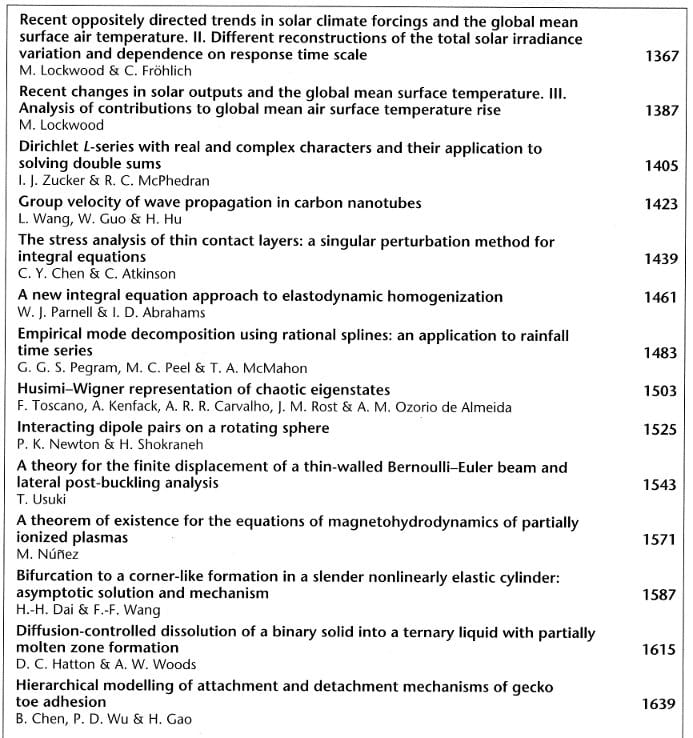 Recent oppositely directed trends in solar climate forcings and the global mean
surface air temperature. II. Different reconstructions of the total solar irradiance
variation and dependence on response time scale 1367
M. Lockwood & C. Fröhlich
Recent changes in solar outputs and the global mean surface temperature. III.
Analysis of contributions to global mean air surface temperature rise 1387
M. Lockwood
Dirichlet L-series with real and complex characters and their application to
solving double sums 1405
I. J. Zucker & R. C. McPhedran
Group velocity of wave propagation in carbon nanotubes 1423
L. Wang, W. Guo & H. Hu
The stress analysis of thin contact layers: a singular perturbation method for
integral equations 1439
C. Y. Chen & C. Atkinson
A new integral equation approach to elastodynamic homogenization 1461
W. J. Parnell & I. D. Abrahams
Empirical mode decomposition using rational splines: an application to rainfall
time series 1483
G. G. S. Pegram, M. C. Peel & T. A. McMahon
Husimi–Wigner representation of chaotic eigenstates 1503
F. Toscano, A. Kenfack, A. R. R. Carvalho, J. M. Rost & A. M. Ozorio de Almeida
Interacting dipole pairs on a rotating sphere 1525
P. K. Newton & H. Shokraneh
A theory for the finite displacement of a thin-walled Bernoulli–Euler beam and
lateral post-buckling analysis 1543
T. Usuki
A theorem of existence for the equations of magnetohydrodynamics of partially
ionized plasmas 1571
M. Núñez
Bifurcation to a corner-like formation in a slender nonlinearly elastic cylinder:
asymptotic solution and mechanism 1587
H.-H. Dai & F.-F. Wang
Diffusion-controlled dissolution of a binary solid into a ternary liquid with partially
molten zone formation 1615
D. C. Hatton & A. W. Woods
Hierarchical modelling of attachment and detachment mechanisms of gecko
toe adhesion 1639
B. Chen, P. D. Wu & H. Gao